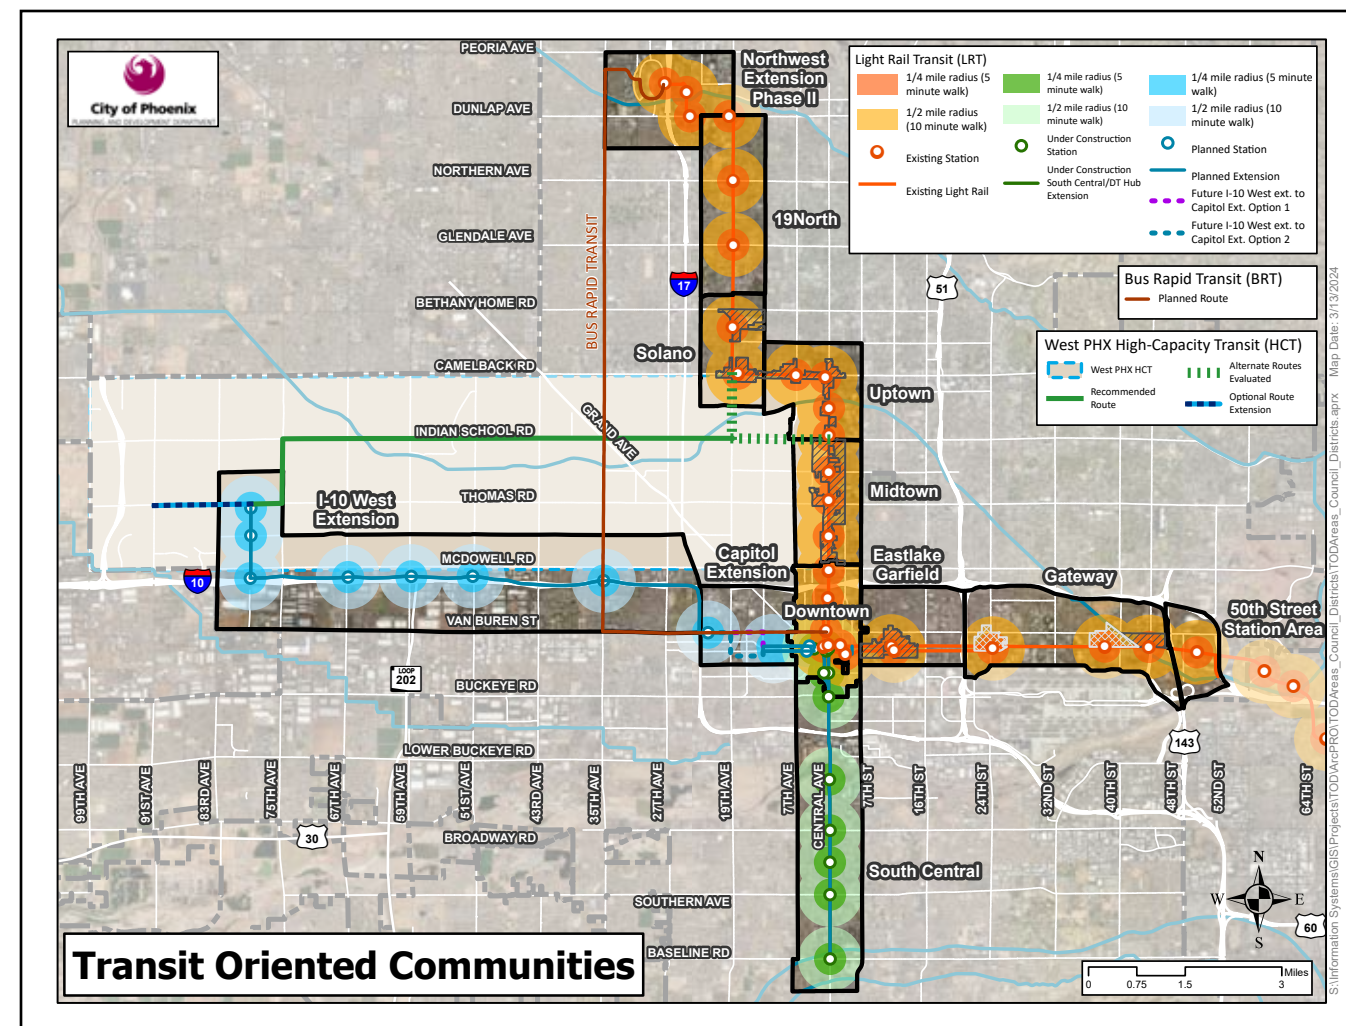 City of Phoenix
PLANNING AND DEVELOPMENT DEPARTMENT
PEORIA AVE
DUNLAP AVE
NORTHERN AVE
GLENDALE AVE
BETHANY HOME RD
CAMELBACK RD
INDIAN SCHOOL RD
THOMAS RD
MCDOWELL RD
VAN BUREN ST
BUCKEYE RD
LOWER BUCKEYE RD
BROADWAY RD
SOUTHERN AVE
BASELINE RD
GRAND AVE
BUS RAPID TRANSIT
Northwest
Extension
Phase II
19North
Solano
Uptown
Midtown
I-10 West
Extension
Capitol
Extension
Eastlake
Garfield
Downtown
Gateway
50th Street
Station Area
South Central
17
51
10
LOOP
202
30
143
60
99TH AVE
91ST AVE
83RD AVE
75TH AVE
67TH AVE
59TH AVE
51ST AVE
43RD AVE
35TH AVE
27TH AVE
19TH AVE
7TH AVE
CENTRAL AVE
7TH ST
16TH ST
24TH ST
32ND ST
40TH ST
48TH ST
52ND ST
64TH ST
Light Rail Transit (LRT)
1/4 mile radius (5
minute walk)
1/2 mile radius
(10 minute walk)
Existing Station
Existing Light Rail
1/4 mile radius (5
minute walk)
1/2 mile radius (10
minute walk)
Under Construction
Station
Under Construction
South Central/DT Hub
Extension
1/4 mile radius (5 minute
walk)
1/2 mile radius (10
minute walk)
Planned Station
Planned Extension
Future I-10 West ext. to
Capitol Ext. Option 1
Future I-10 West ext. to
Capitol Ext. Option 2
Bus Rapid Transit (BRT)
Planned Route
West PHX High-Capacity Transit (HCT)
West PHX HCT
Recommended
Route
Alternate Routes
Evaluated
Optional Route
Extension
N
W
E
S
Miles
0
0.75
1.5
3
Transit Oriented Communities
S:\Information Systems\GIS\Projects\TOD\ArcPRO\TODAreas_Council_Districts\TODAreas_Council_Districts.aprx Map Date: 3/13/2024